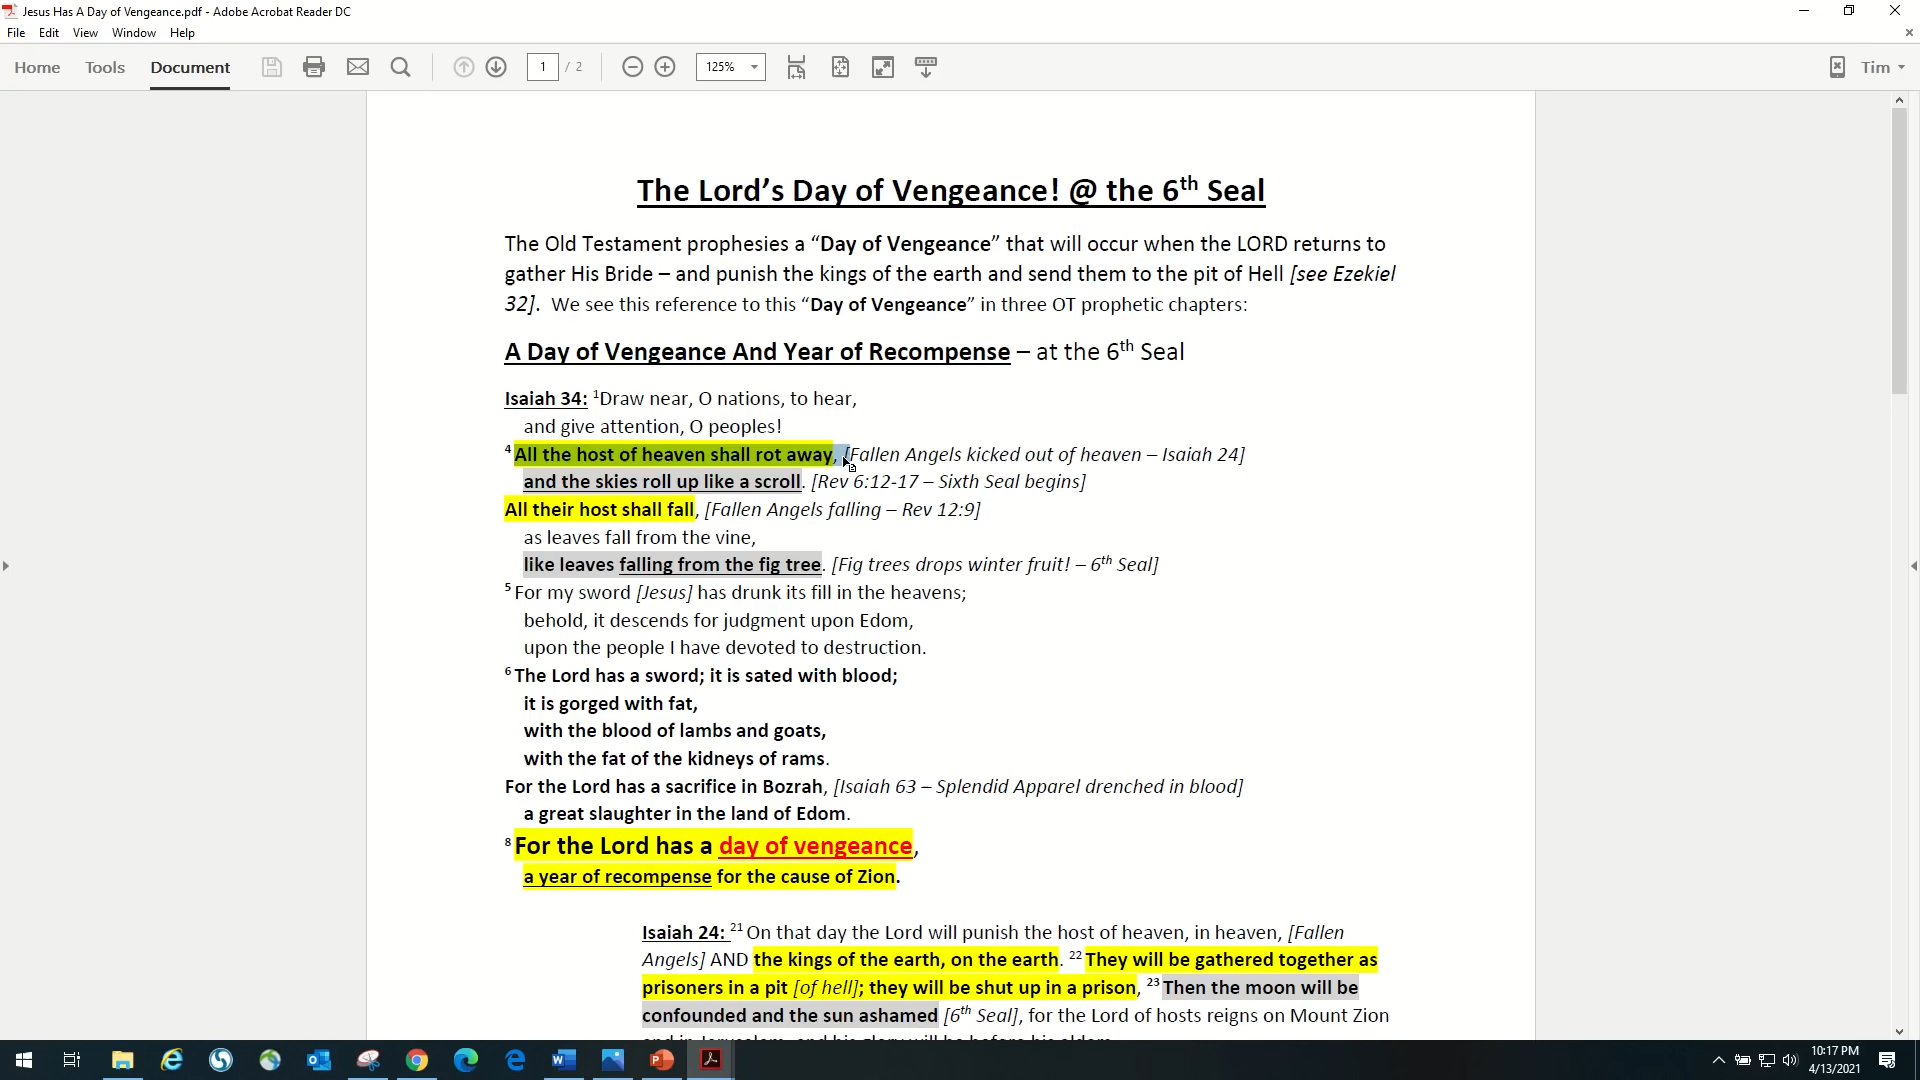 Jesus Has A Day of Vengeance.pdf - Adobe Acrobat Reader DC
File Edit View Window Help
Home Tools Document 1 / 2 125% Tim
The Lord’s Day of Vengeance! @ the 6th Seal
The Old Testament prophesies a “Day of Vengeance” that will occur when the LORD returns to
gather His Bride – and punish the kings of the earth and send them to the pit of Hell [see Ezekiel
32]. We see this reference to this “Day of Vengeance” in three OT prophetic chapters:
A Day of Vengeance And Year of Recompense – at the 6th Seal
Isaiah 34: 1Draw near, O nations, to hear,
and give attention, O peoples!
4 All the host of heaven shall rot away, [Fallen Angels kicked out of heaven – Isaiah 24]
and the skies roll up like a scroll. [Rev 6:12-17 – Sixth Seal begins]
All their host shall fall, [Fallen Angels falling – Rev 12:9]
as leaves fall from the vine,
like leaves falling from the fig tree. [Fig trees drops winter fruit! – 6th Seal]
5 For my sword [Jesus] has drunk its fill in the heavens;
behold, it descends for judgment upon Edom,
upon the people I have devoted to destruction.
6 The Lord has a sword; it is sated with blood;
it is gorged with fat,
with the blood of lambs and goats,
with the fat of the kidneys of rams.
For the Lord has a sacrifice in Bozrah, [Isaiah 63 – Splendid Apparel drenched in blood]
a great slaughter in the land of Edom.
8 For the Lord has a day of vengeance,
a year of recompense for the cause of Zion.
Isaiah 24: 21 On that day the Lord will punish the host of heaven, in heaven, [Fallen
Angels] AND the kings of the earth, on the earth. 22 They will be gathered together as
prisoners in a pit [of hell]; they will be shut up in a prison, 23 Then the moon will be
confounded and the sun ashamed [6th Seal], for the Lord of hosts reigns on Mount Zion
10:17 PM
4/13/2021